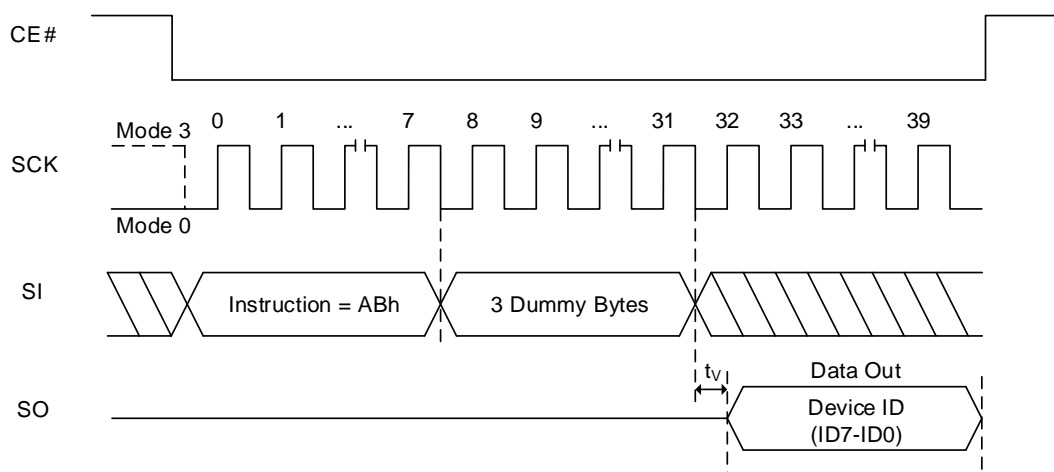 CE#
0 1 ... 7 8 9 ... 31 32 33 ... 39
Mode 3
SCK
Mode 0
SI
Instruction = ABh
3 Dummy Bytes
tV
Data Out
SO
Device ID
(ID7-ID0)